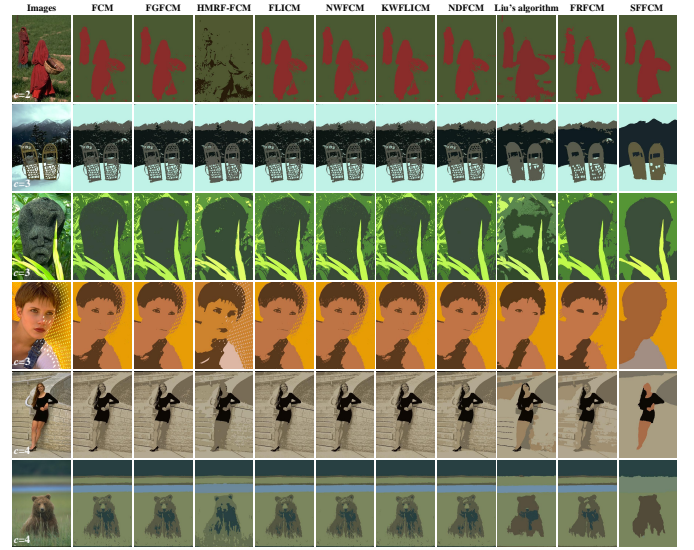 Images FCM FGFCM HMRF-FCM FLICM NWFCM KWFLICM NDFCM Liu's algorithm FRFCM SFFCM
c=2
c=3
c=3
c=3
c=4
c=4